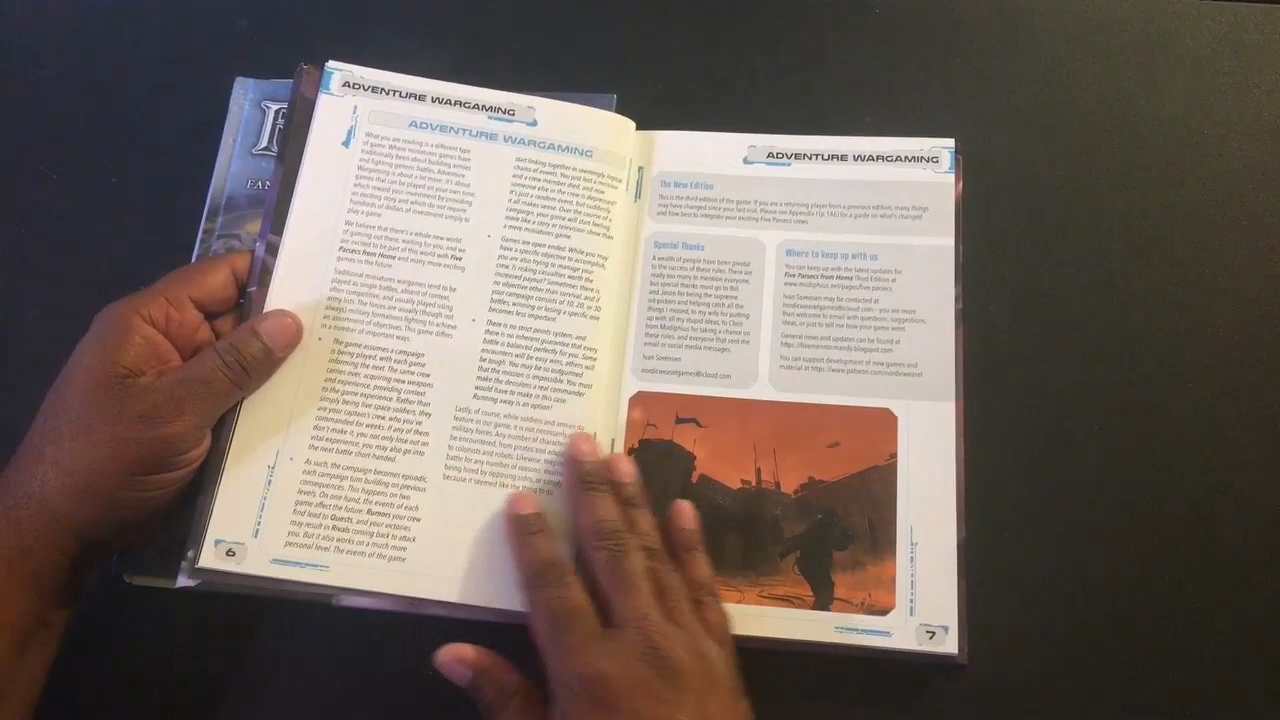 FAN
ADVENTURE WARGAMING
ADVENTURE WARGAMING
What you are reading is a different type
of game. Where miniatures games have
traditionally been about building armies
and fighting generic battles, Adventure
Wargaming is about a lot more: it's about
games that can be played on your own time,
which reward your investment by providing
an exciting story and which do not require
hundreds of dollars of investment simply to
play a game.
We believe that there's a whole new world
of gaming out there, waiting for you, and we
are excited to be part of this world with Five
Parsecs from Home and many more exciting
games in the future.
Traditional miniatures wargames tend to be
played as single battles, absent of context,
often competitive, and usually played using
army lists. The forces are usually (though not
always) military formations fighting to achieve
an assortment of objectives. This game differs
in a number of important ways:
• The game assumes a campaign
is being played, with each game
informing the next. The same crew
carries over, acquiring new weapons
and experience, providing context
to the game experience. Rather than
simply being five space soldiers, they
are your captain's crew, who you've
commanded for weeks. If any of them
don't make it, you not only lose out on
vital experience, you may also go into
the next battle short-handed.
• As such, the campaign becomes episodic,
each campaign turn building on previous
consequences. This happens on two
levels. On one hand, the events of each
game affect the future: Rumors your crew
find lead to Quests, and your victories
may result in Rivals coming back to attack
you. But it also works on a much more
personal level. The events of the game
start linking together in seemingly logical
chains of events. You just lost a mission
and a crew member died, and now
someone else in the crew is depressed?
It's just a random event, but suddenly
it all makes sense. Over the course of a
campaign, your game will start feeling
more like a story or television show than
a mere miniatures game.
• Games are open ended. While you may
have a specific objective to accomplish,
you are also trying to manage your
crew. Is risking casualties worth the
increased payout? Sometimes there is
no objective other than survival, and if
your campaign consists of 10, 20, or 30
battles, winning or losing a specific one
becomes less important.
• There is no strict points system, and
there is no inherent guarantee that every
battle is balanced perfectly for you. Some
encounters will be easy wins, others will
be tough. You may be so outgunned
that the mission is impossible. You must
make the decisions a real commander
would have to make in this case.
Running away is an option!
Lastly, of course, while soldiers and armies do
feature in our game, it is not necessarily
military forces. Any number of
be encountered, from pirates and
to colonists and robots. Likewise, they
battle for any number of reasons:
being hired by opposing sides, or
because it seemed like the thing to do
6
ADVENTURE WARGAMING
The New Edition
This is the third edition of the game. If you are a returning player from a previous edition, many things
may have changed since your last visit. Please see Appendix I (p.146) for a guide on what's changed
and how best to integrate your existing Five Parsecs crews.
Special Thanks
A wealth of people have been pivotal
to the success of these rules. There are
really too many to mention everyone,
but special thanks must go to Bill
and Jason for being the supreme
nit-pickers and helping catch all the
things I missed, to my wife for putting
up with all my stupid ideas, to Chris
from Modiphius for taking a chance on
these rules, and everyone that sent me
email or social media messages.
Ivan Sorensen
nordicweaselgames@icloud.com
Where to keep up with us
You can keep up with the latest updates for
Five Parsecs from Home Third Edition at
www.modiphius.net/pages/five-parsecs
Ivan Sorensen may be contacted at
nordicweaselgames@icloud.com – you are more
than welcome to email with questions, suggestions,
ideas, or just to tell me how your game went.
General news and updates can be found at
https://fivemennormandy.blogspot.com
You can support development of new games and
material at https://www.patreon.com/nordicweasel
7